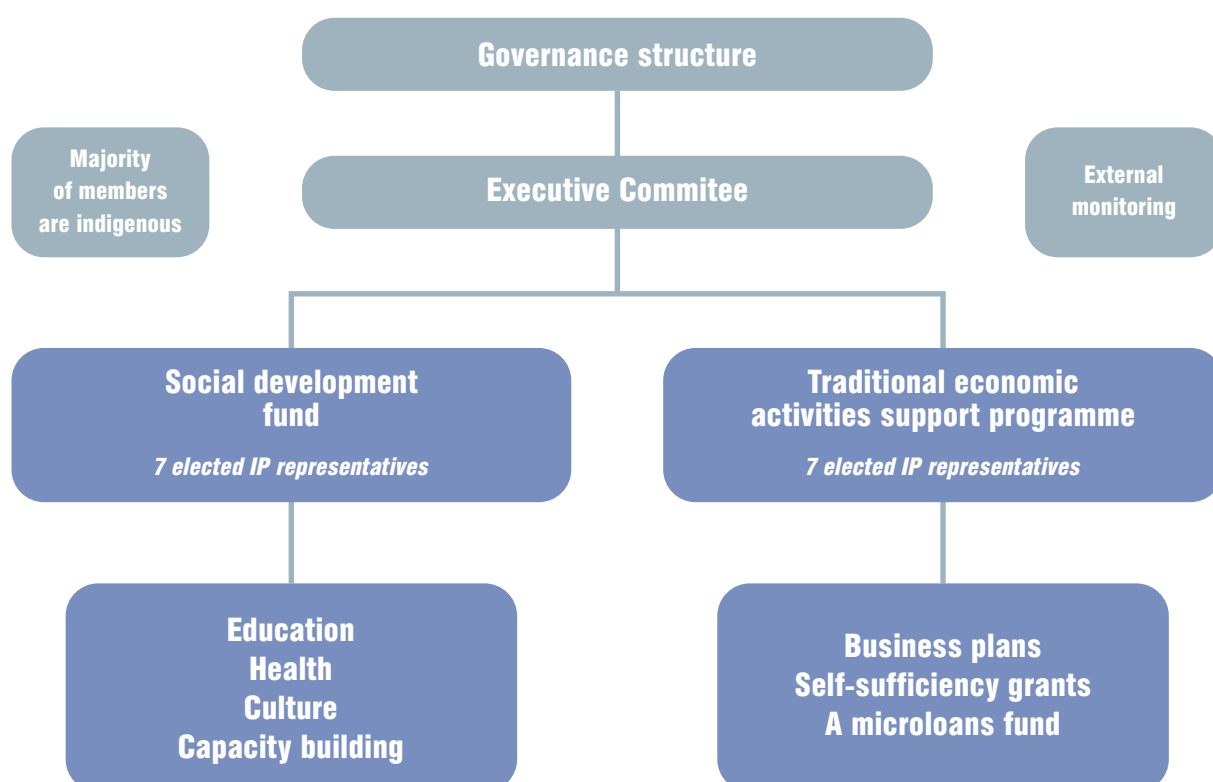 Governance structure
Majority
of members
are indigenous
Executive Commitee
External
monitoring
Social development
fund
7 elected IP representatives
Traditional economic
activities support programme
7 elected IP representatives
Education
Health
Culture
Capacity building
Business plans
Self-sufficiency grants
A microloans fund